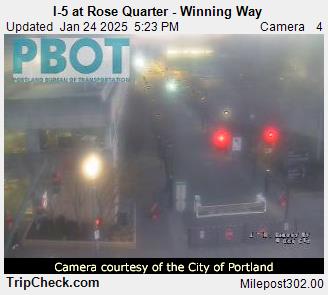 I-5 at Rose Quarter - Winning Way
Updated Jan 24 2025 5:23 PM Camera 4
PBOT
PORTLAND BUREAU OF TRANSPORTATION
Camera courtesy of the City of Portland
TripCheck.com Milepost302.00